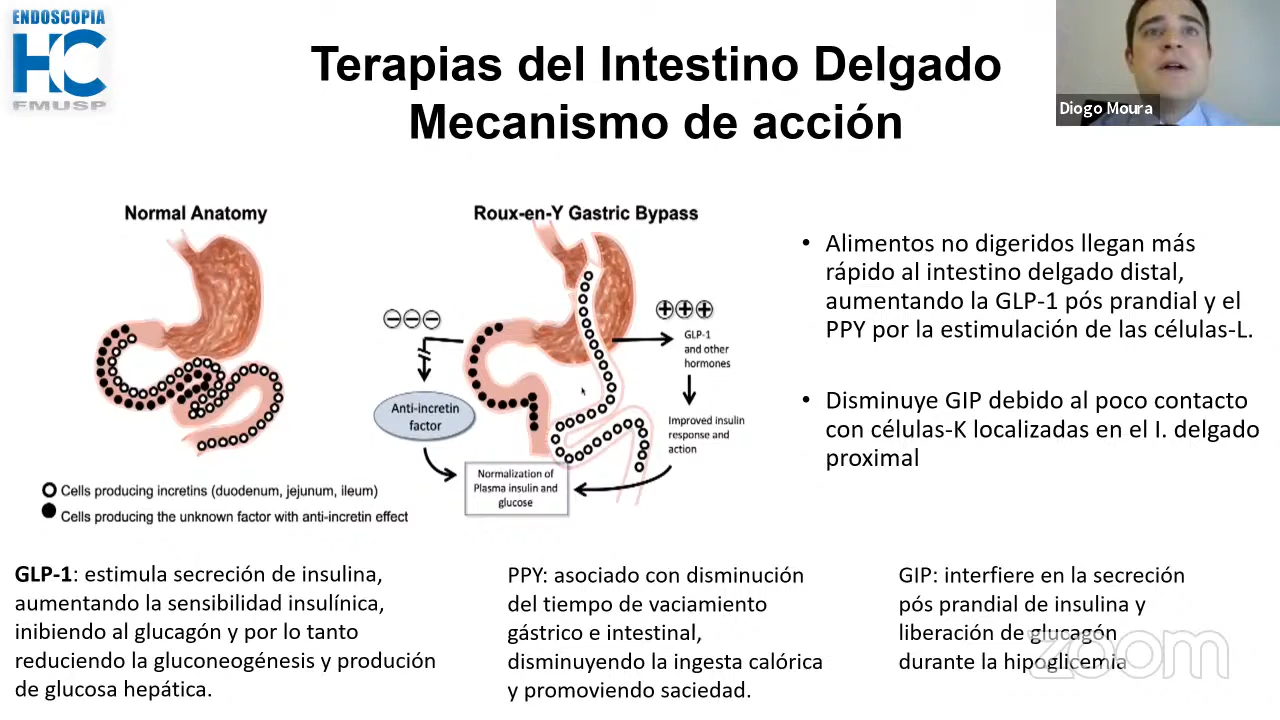 ENDOSCOPIA
HC
FMUSP
Terapias del Intestino Delgado
Mecanismo de acción
Diogo Moura
Normal Anatomy
Cells producing incretins (duodenum, jejunum, ileum)
Cells producing the unknown factor with anti-incretin effect
Roux-en-Y Gastric Bypass
GLP-1
and other
hormones
Anti-incretin
factor
Improved insulin
response and
action
Normalization of
Plasma insulin and
glucose
• Alimentos no digeridos llegan más
rápido al intestino delgado distal,
aumentando la GLP-1 pós prandial y el
PPY por la estimulación de las células-L.
• Disminuye GIP debido al poco contacto
con células-K localizadas en el I. delgado
proximal
GLP-1: estimula secreción de insulina,
aumentando la sensibilidad insulínica,
inibiendo al glucagón y por lo tanto
reduciendo la gluconeogénesis y produción
de glucosa hepática.
PPY: asociado con disminución
del tiempo de vaciamiento
gástrico e intestinal,
disminuyendo la ingesta calórica
y promoviendo saciedad.
GIP: interfiere en la secreción
pós prandial de insulina y
liberación de glucagón
durante la hipoglicemia
zoom